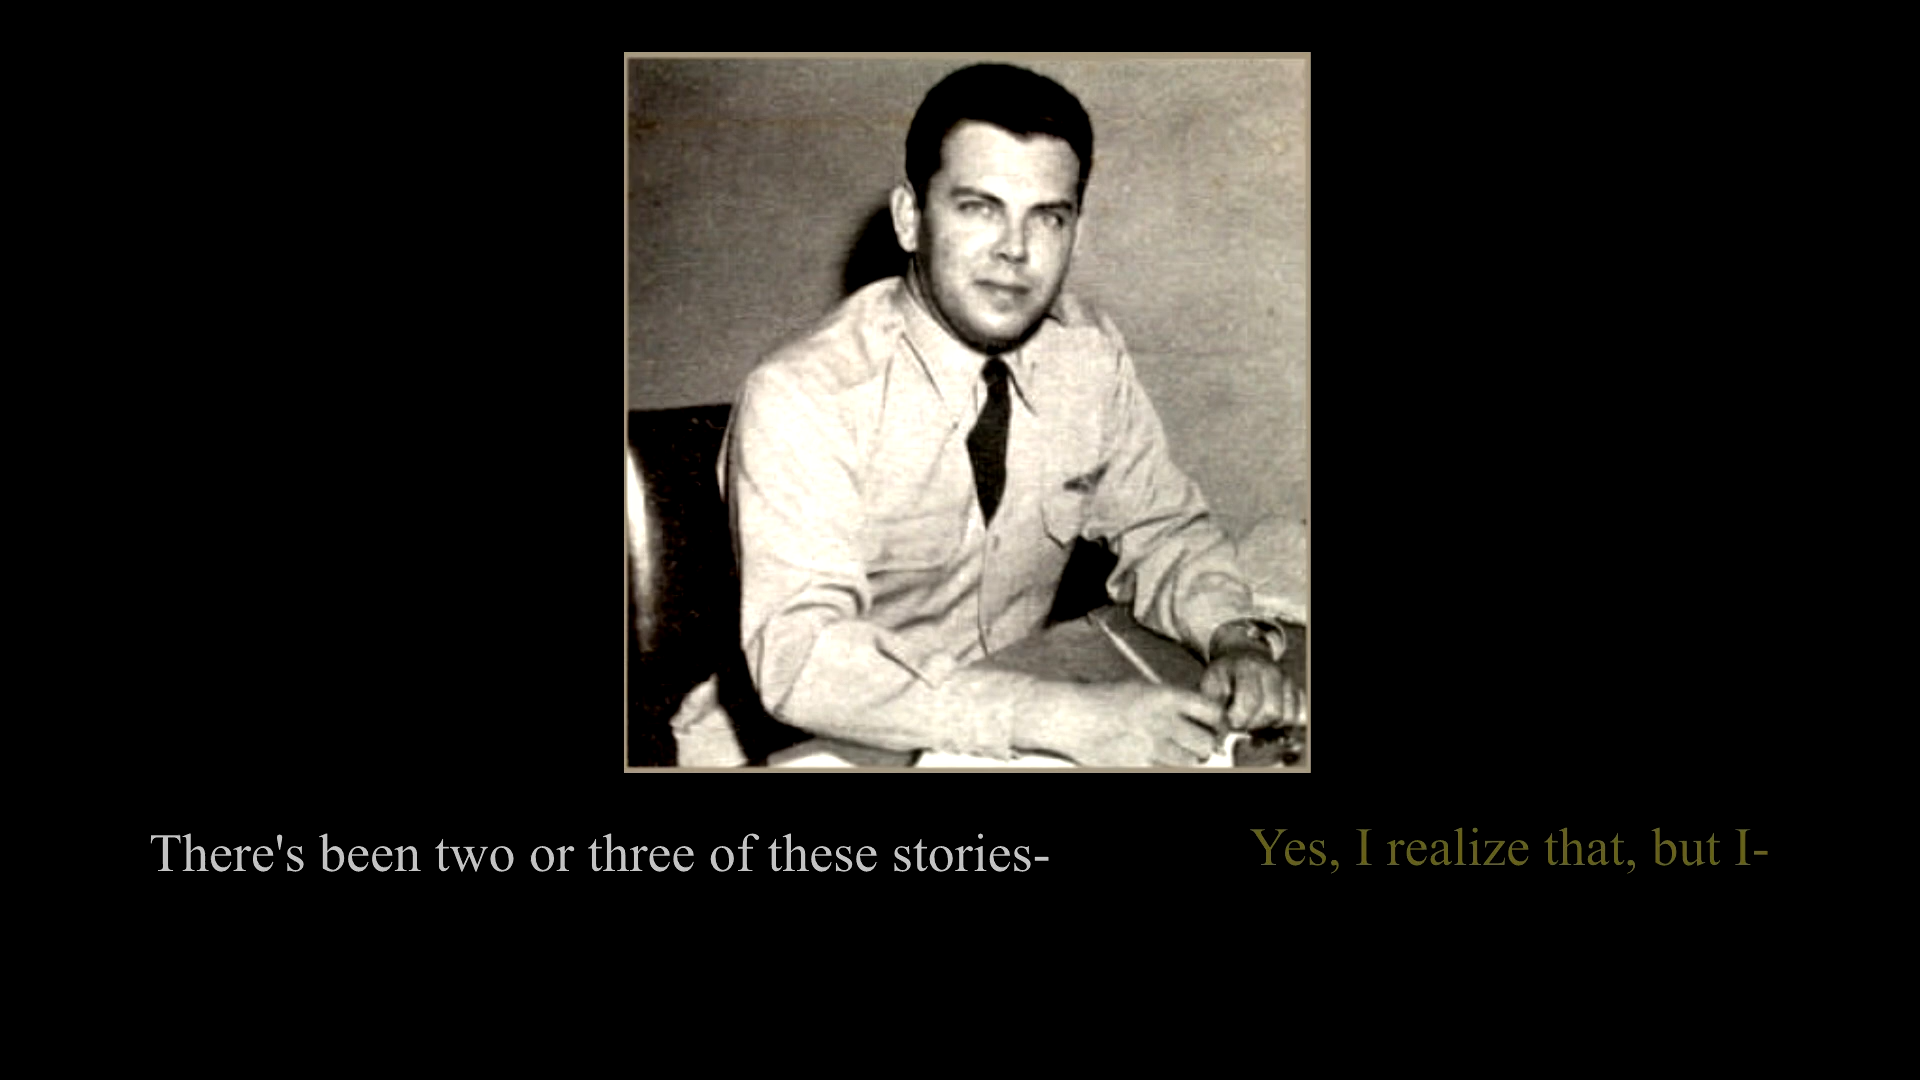 There's been two or three of these stories-
Yes, I realize that, but I-